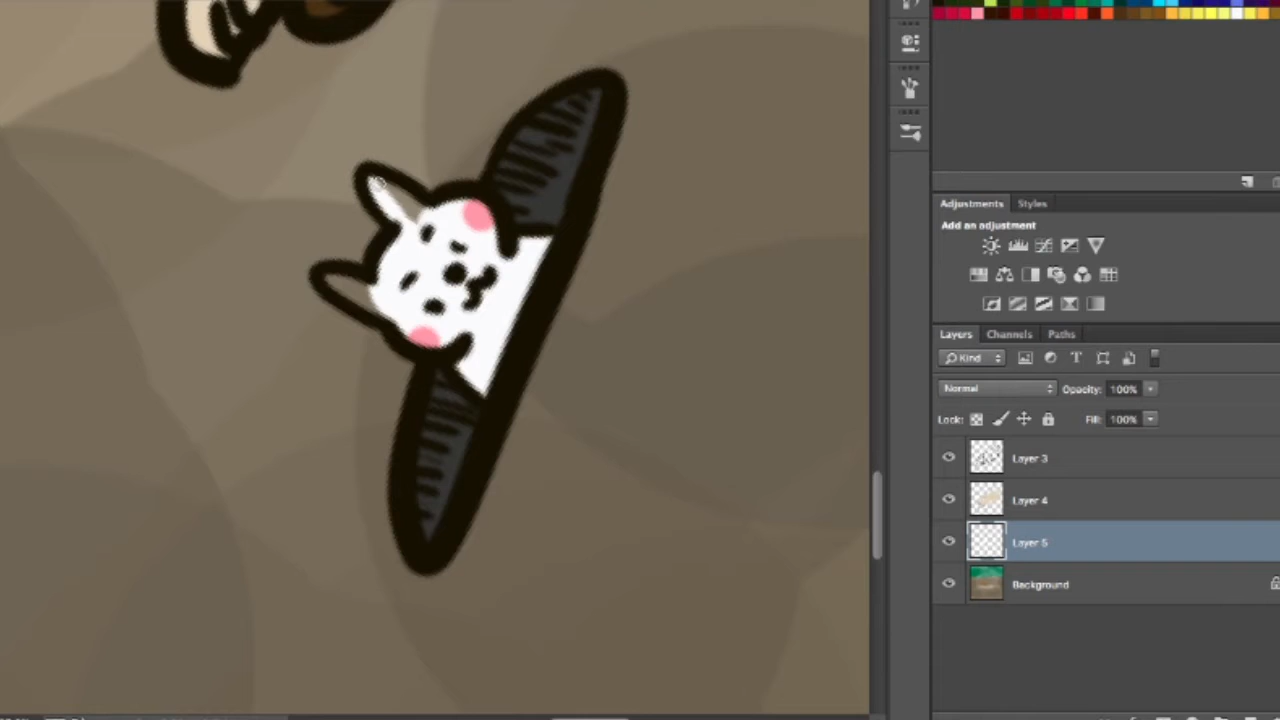 Adjustments Styles
Add an adjustment
Layers Channels Paths
Kind
Normal Opacity: 100%
Lock: Fill: 100%
Layer 3
Layer 4
Layer 5
Background